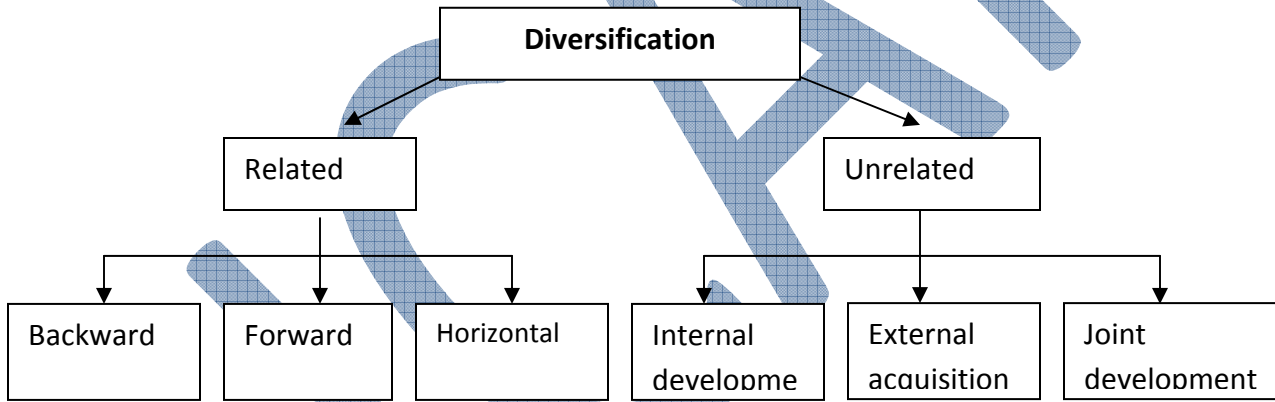 Diversification
Related
Unrelated
Backward
Forward
Horizontal
Internal
developme
External
acquisition
Joint
development